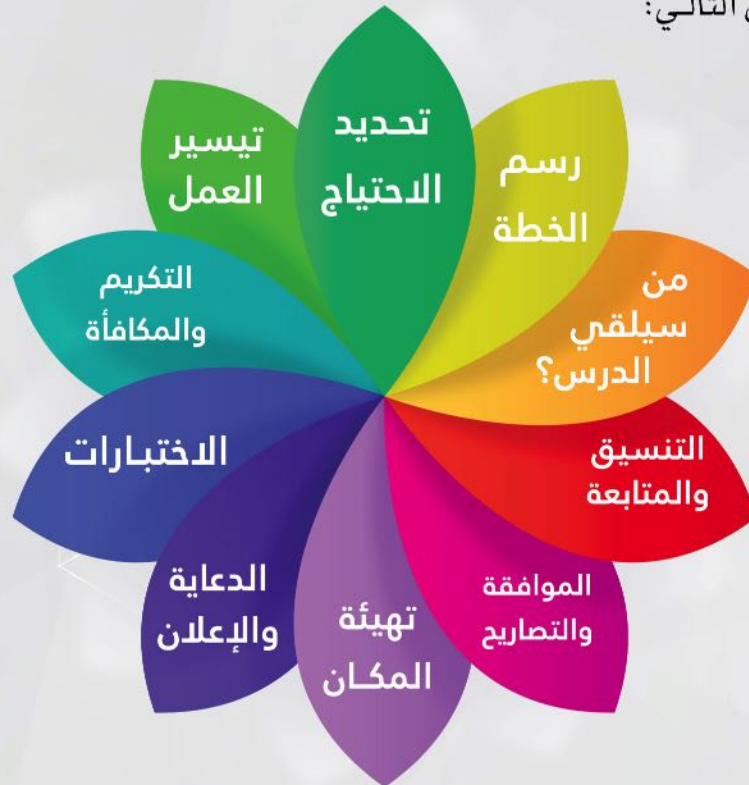 التالي:
تحديد
الاحتياج
رسم
الخطة
من
سيلقي
الدرس؟
التنسيق
والمتابعة
الموافقة
والتصاريح
تهيئة
المكان
الدعاية
والإعلان
الاختبارات
التكريم
والمكافأة
تيسير
العمل